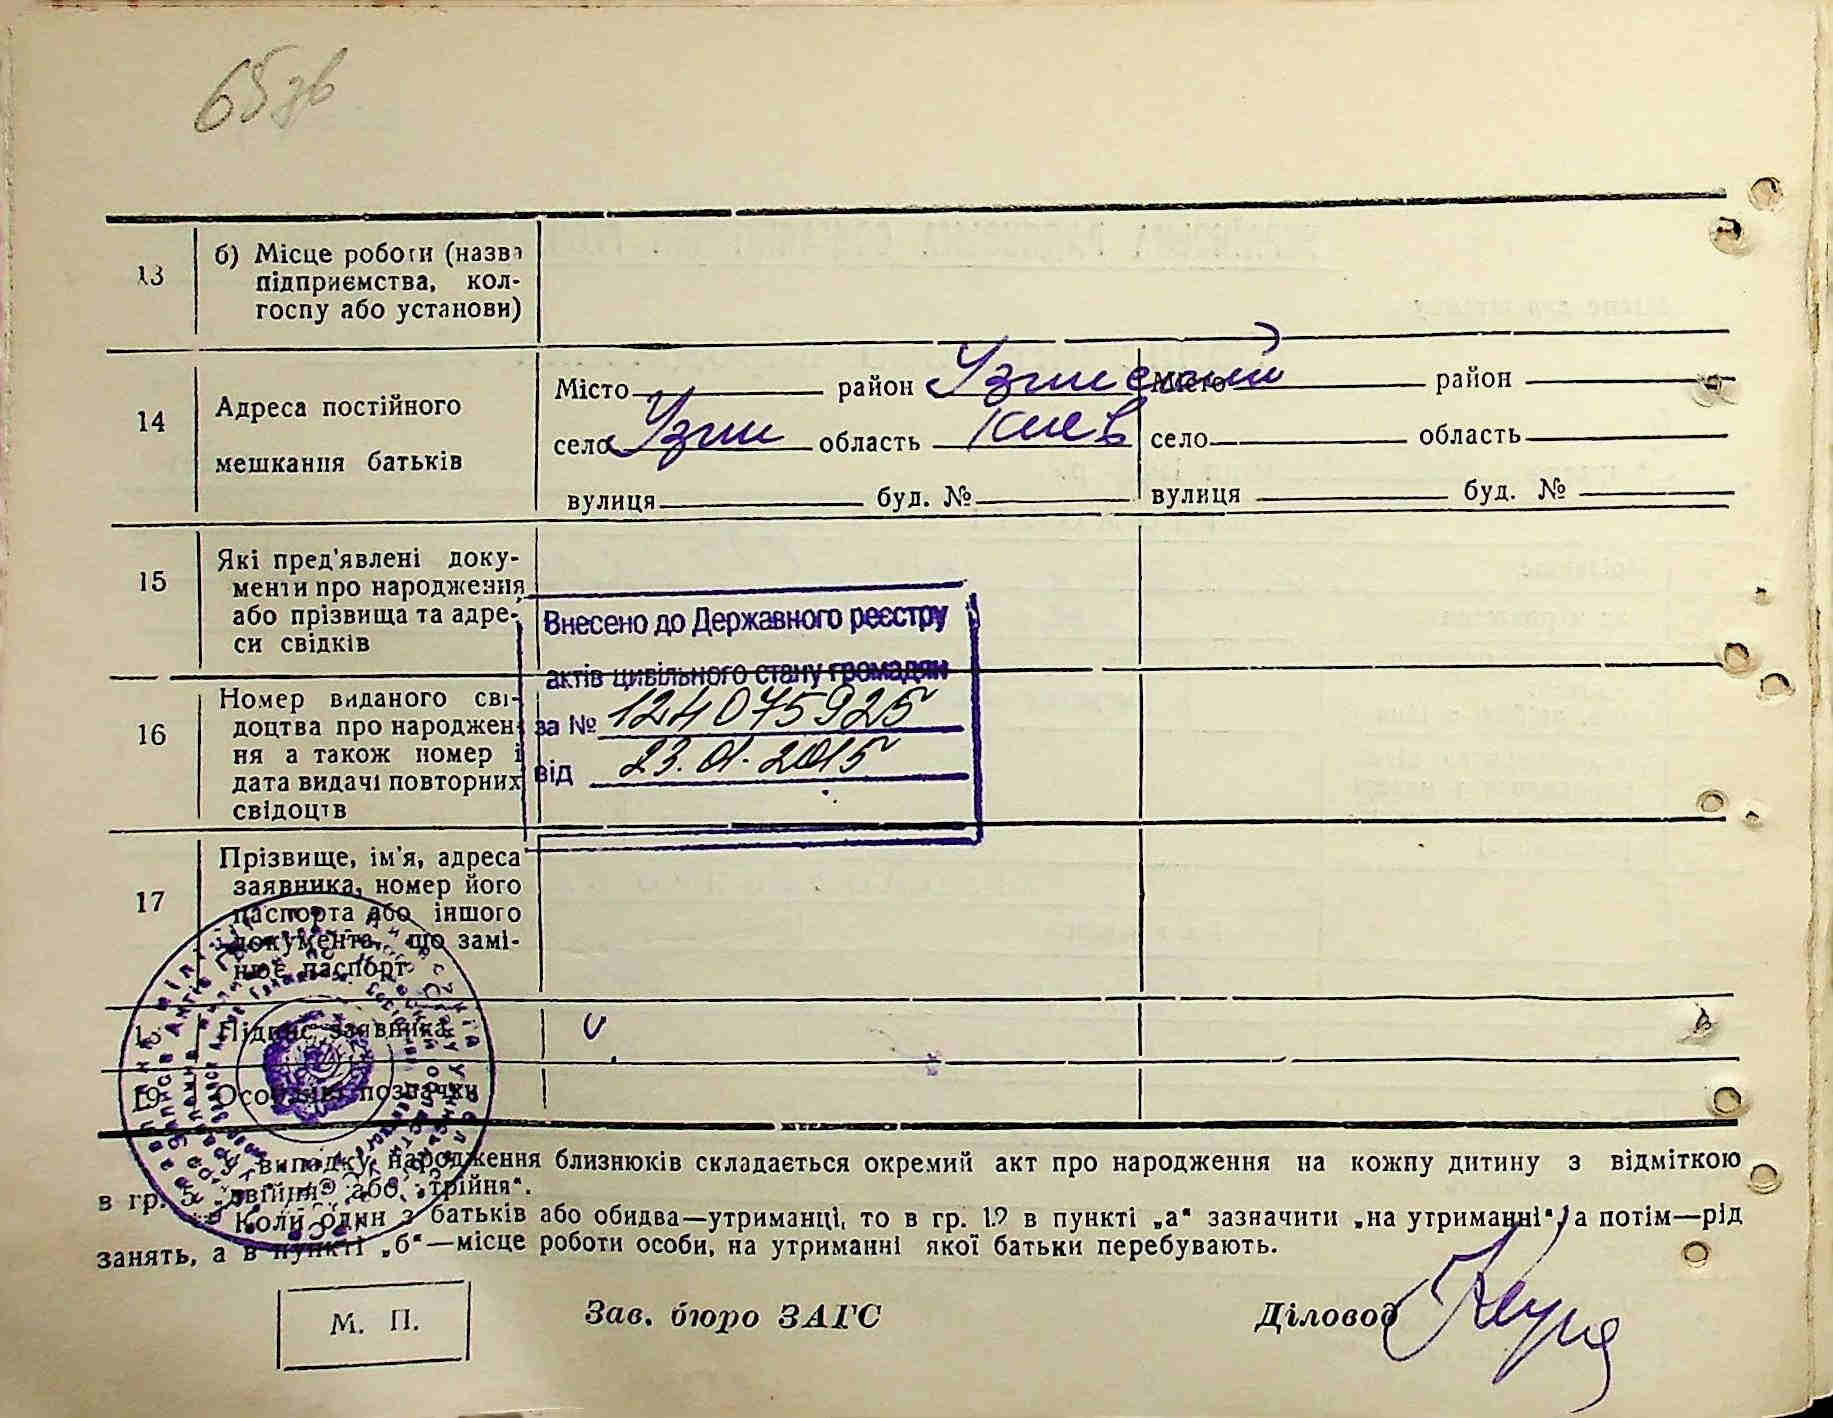 65 зв
13
б) Місце роботи (назва
підприємства, кол-
госпу або установи)
14
Адреса постійного
мешкання батьків
Місто район Узинский
село Узин область Киев
вулиця буд. №
Місто район
село область
вулиця буд. №
15
Які пред'явлені доку-
менти про народження
або прізвища та адре-
си свідків
Внесено до Державного реєстру
актів цивільного стану громадян
за № 124075925
від 23.01.2015
16
Номер виданого сві-
доцтва про народжен-
ня а також номер і
дата видачі повторних
свідоцтв
17
Прізвище, ім'я, адреса
заявника, номер його
паспорта або іншого
документа, що замі-
нює паспорт
18
Підпис заявника
19
Особливі позначки
У випадку народження близнюків складається окремий акт про народження на кожну дитину з відміткою
в гр. 5 „двійня“ або „трійня“.
Коли один з батьків або обидва—утриманці, то в гр. 12 в пункті „а“ зазначити „на утриманні“, а потім—рід
занять, а в пункті „б“—місце роботи особи, на утриманні якої батьки перебувають.
М. П.
Зав. бюро ЗАГС
Діловод